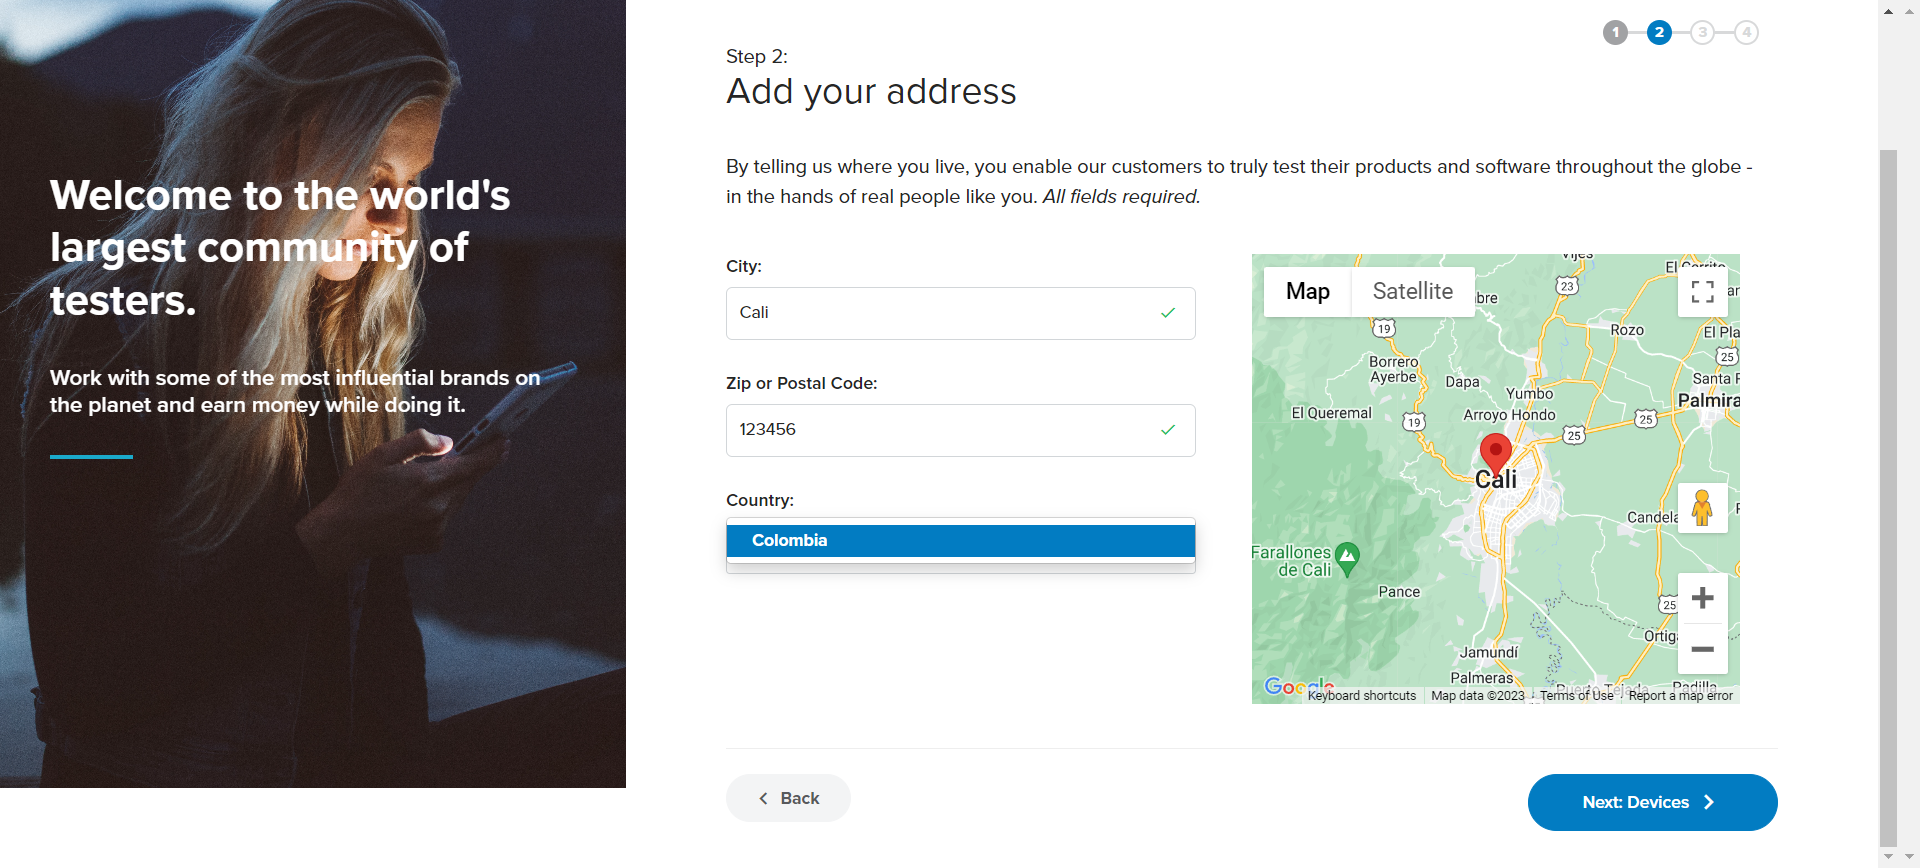 Welcome to the world's
largest community of
testers.
Work with some of the most influential brands on
the planet and earn money while doing it.
1 2 3 4
Step 2:
Add your address
By telling us where you live, you enable our customers to truly test their products and software throughout the globe -
in the hands of real people like you. All fields required.
City:
Cali
Zip or Postal Code:
123456
Country:
Colombia
Map Satellite
Vijes
El Cerrito
23
19
Rozo
El Pla
25
Borrero
Ayerbe
Dapa
Santa
Yumbo
Palmira
El Queremal
Arroyo Hondo
19
25
25
Cali
Candela
Farallones
de Cali
Pance
25
Ortig
Jamundí
Palmeras
Puerto Tejada
Padilla
Google
Keyboard shortcuts Map data ©2023 Terms of Use Report a map error
Back
Next: Devices